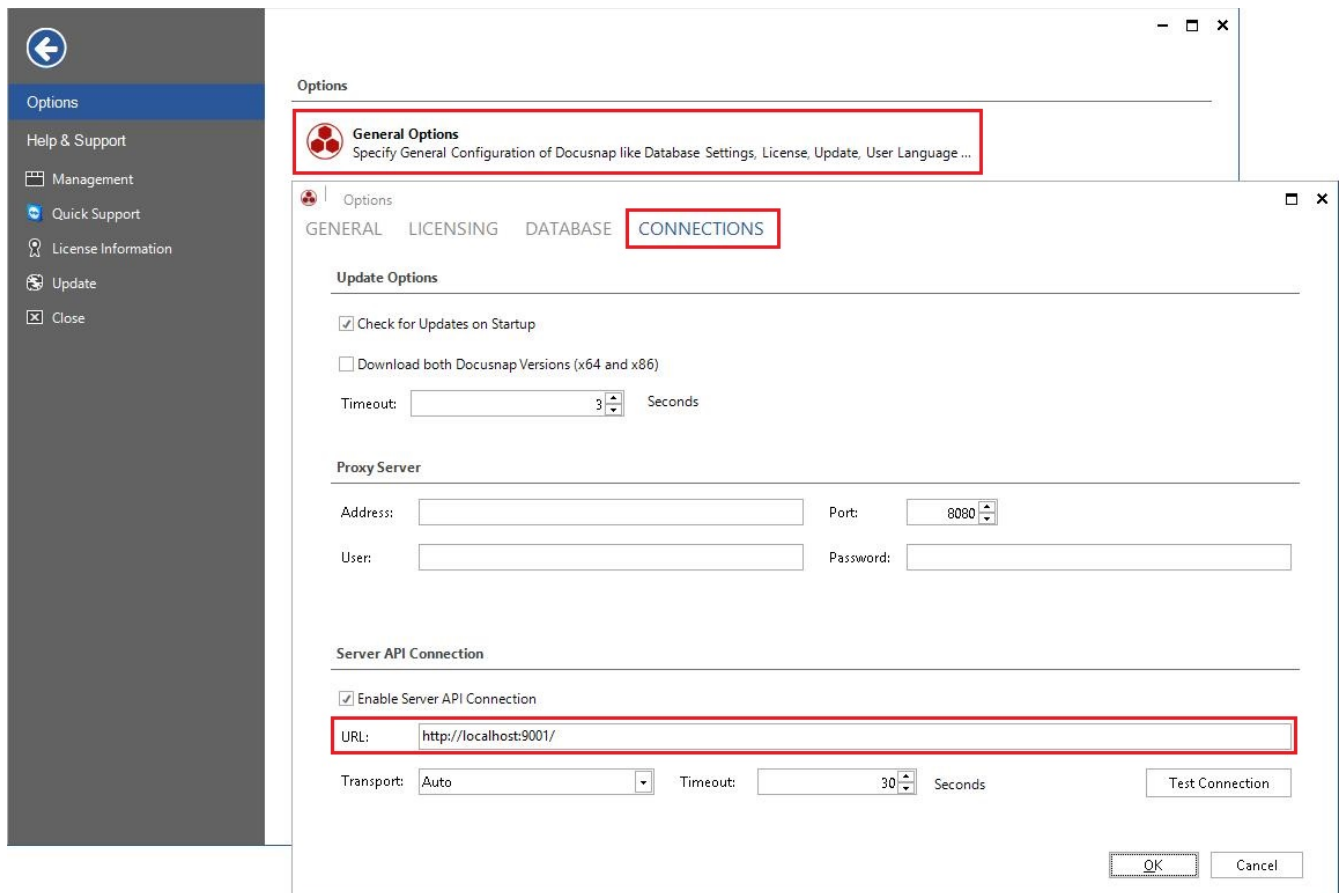 Options
Help & Support
Management
Quick Support
License Information
Update
Close
Options
General Options
Specify General Configuration of Docusnap like Database Settings, License, Update, User Language ...
Options
GENERAL LICENSING DATABASE CONNECTIONS
Update Options
Check for Updates on Startup
Download both Docusnap Versions (x64 and x86)
Timeout: 3 Seconds
Proxy Server
Address: Port: 8080
User: Password:
Server API Connection
Enable Server API Connection
URL: http://localhost:9001/
Transport: Auto Timeout: 30 Seconds Test Connection
OK Cancel